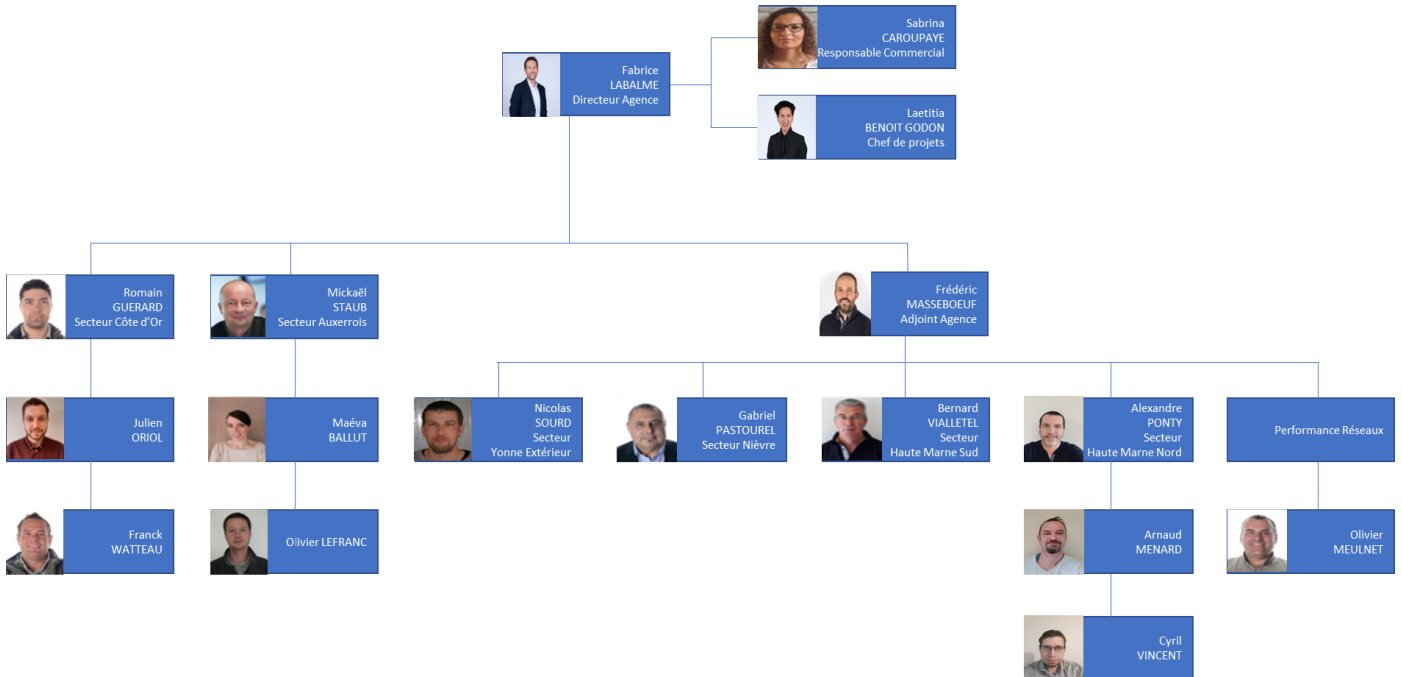 Sabrina
CAROUPAYE
Responsable Commercial
Fabrice
LABALME
Directeur Agence
Laetitia
BENOIT GODON
Chef de projets
Romain
GUERARD
Secteur Côte d’Or
Mickaël
STAUB
Secteur Auxerrois
Frédéric
MASSEBOEUF
Adjoint Agence
Julien
ORIOL
Maéva
BALLUT
Nicolas
SOURD
Secteur
Yonne Extérieur
Gabriel
PASTOUREL
Secteur Nièvre
Bernard
VIALLETEL
Secteur
Haute Marne Sud
Alexandre
PONTY
Secteur
Haute Marne Nord
Performance Réseaux
Franck
WATTEAU
Olivier LEFRANC
Arnaud
MENARD
Olivier
MEULNET
Cyril
VINCENT